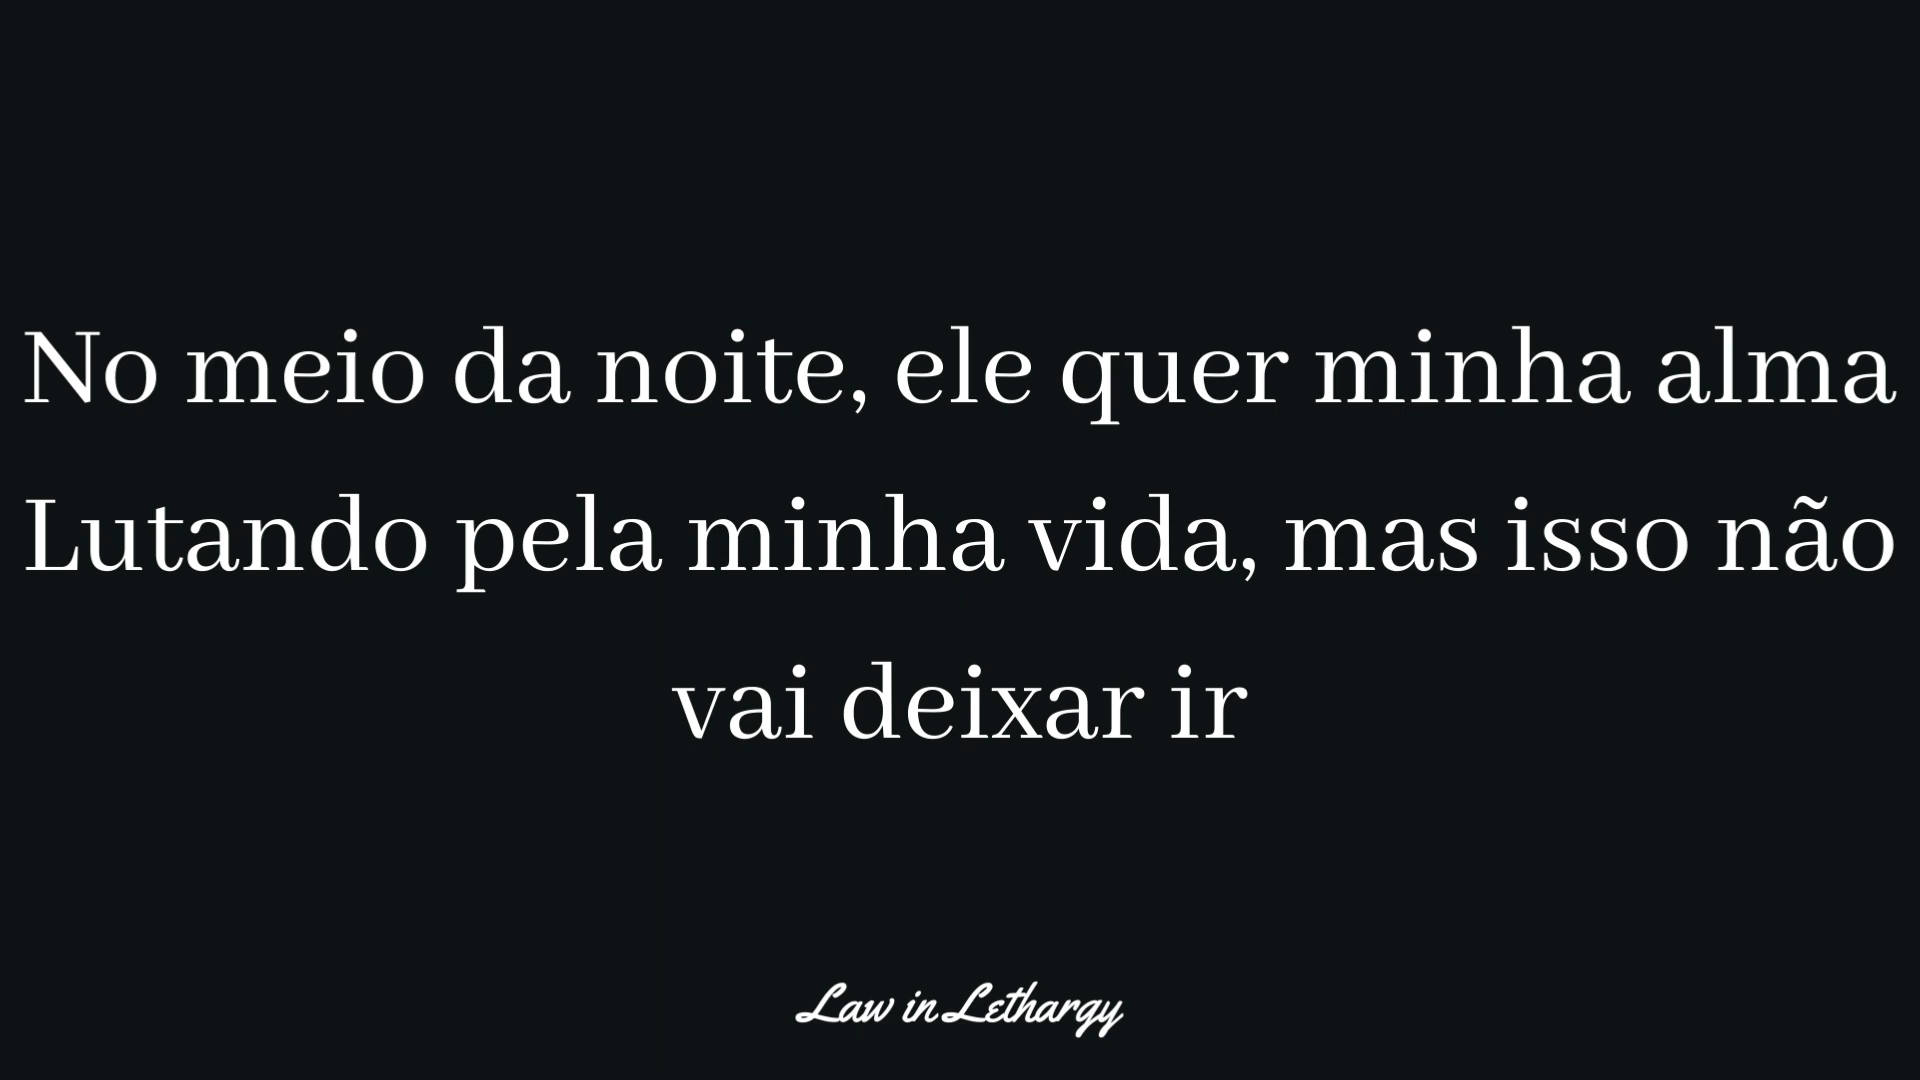 No meio da noite, ele quer minha alma
Lutando pela minha vida, mas isso não
vai deixar ir
Law in Lethargy